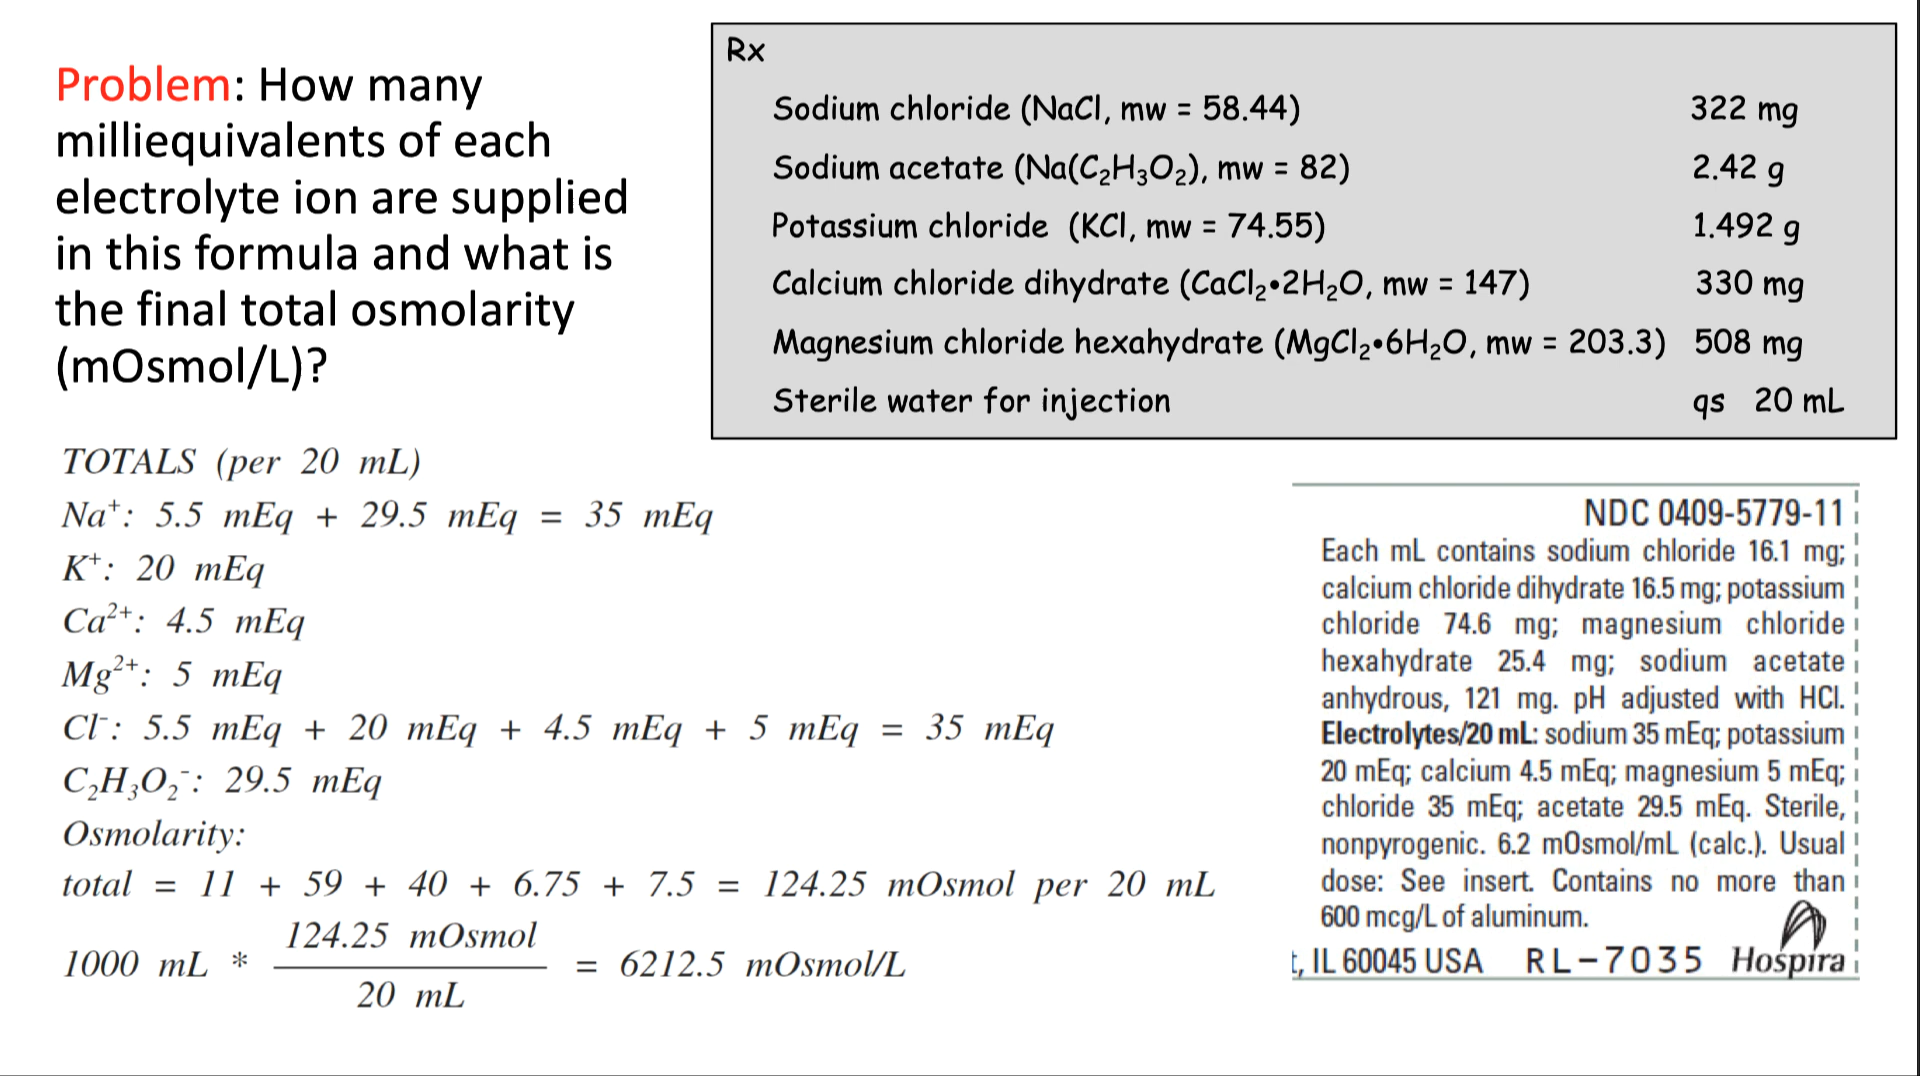 Problem: How many
milliequivalents of each
electrolyte ion are supplied
in this formula and what is
the final total osmolarity
(mOsmol/L)?
Rx
Sodium chloride (NaCl, mw = 58.44) 322 mg
Sodium acetate (Na(C₂H₃O₂), mw = 82) 2.42 g
Potassium chloride (KCl, mw = 74.55) 1.492 g
Calcium chloride dihydrate (CaCl₂•2H₂O, mw = 147) 330 mg
Magnesium chloride hexahydrate (MgCl₂•6H₂O, mw = 203.3) 508 mg
Sterile water for injection qs 20 mL
TOTALS (per 20 mL)
Na⁺: 5.5 mEq + 29.5 mEq = 35 mEq
K⁺: 20 mEq
Ca²⁺: 4.5 mEq
Mg²⁺: 5 mEq
Cl⁻: 5.5 mEq + 20 mEq + 4.5 mEq + 5 mEq = 35 mEq
C₂H₃O₂⁻: 29.5 mEq
Osmolarity:
total = 11 + 59 + 40 + 6.75 + 7.5 = 124.25 mOsmol per 20 mL
124.25 mOsmol
1000 mL * = 6212.5 mOsmol/L
20 mL
NDC 0409-5779-11
Each mL contains sodium chloride 16.1 mg;
calcium chloride dihydrate 16.5 mg; potassium
chloride 74.6 mg; magnesium chloride
hexahydrate 25.4 mg; sodium acetate
anhydrous, 121 mg. pH adjusted with HCl.
Electrolytes/20 mL: sodium 35 mEq; potassium
20 mEq; calcium 4.5 mEq; magnesium 5 mEq;
chloride 35 mEq; acetate 29.5 mEq. Sterile,
nonpyrogenic. 6.2 mOsmol/mL (calc.). Usual
dose: See insert. Contains no more than
600 mcg/L of aluminum.
t, IL 60045 USA RL-7035 Hospira